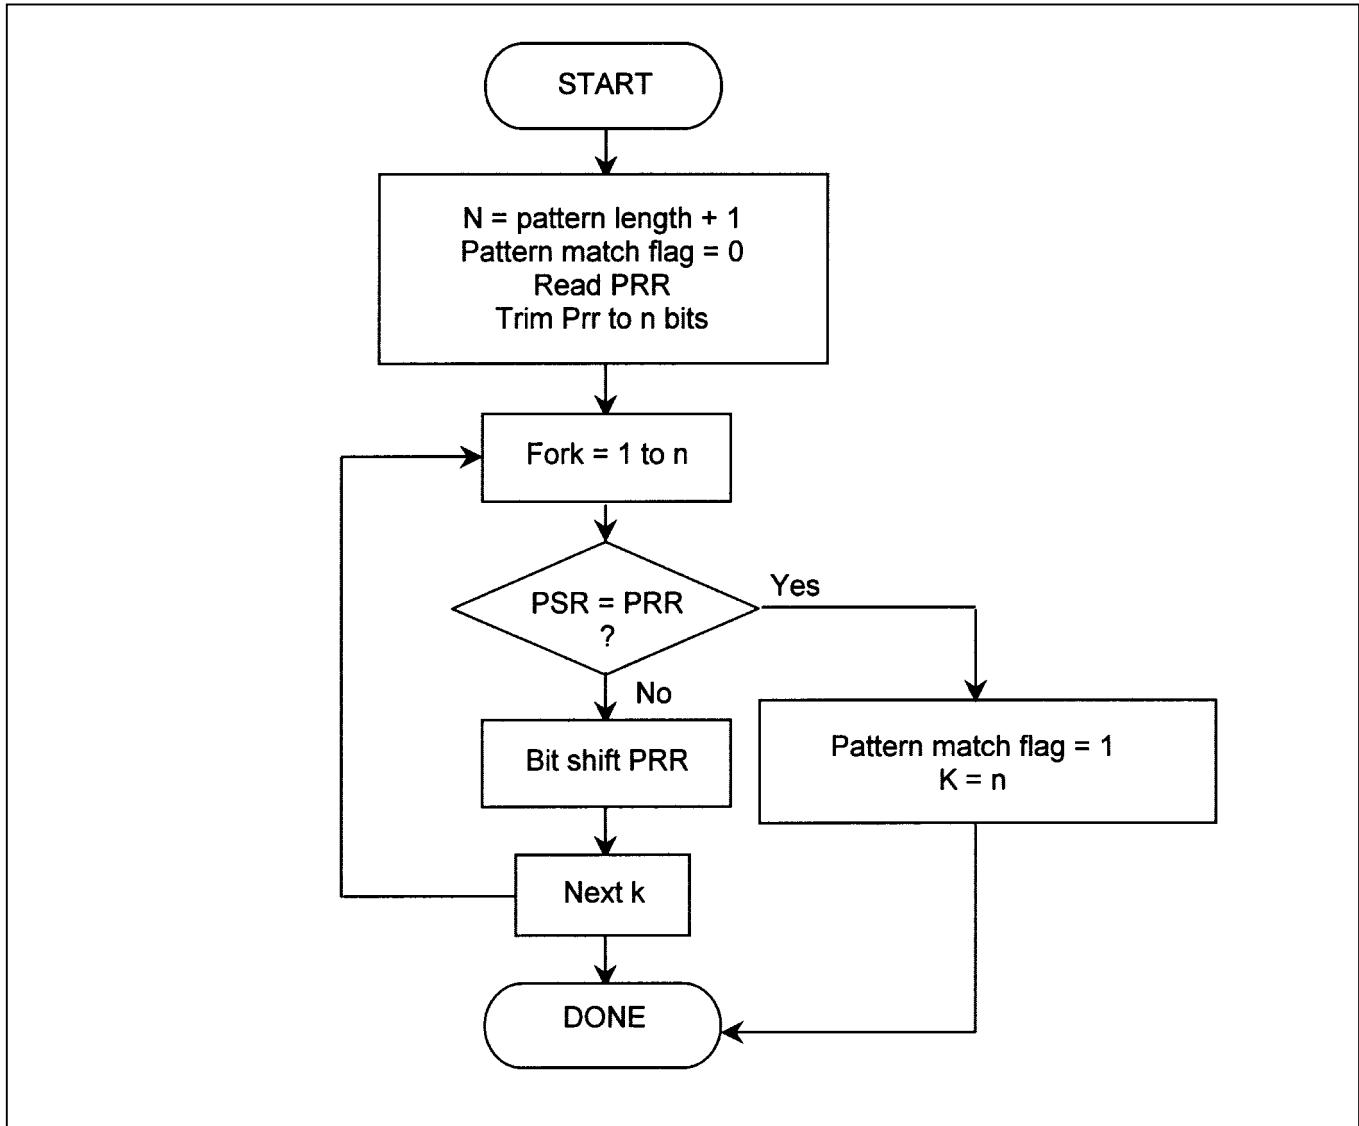 START
N = pattern length + 1
Pattern match flag = 0
Read PRR
Trim Prr to n bits
Fork = 1 to n
PSR = PRR
?
Yes
No
Bit shift PRR
Pattern match flag = 1
K = n
Next k
DONE